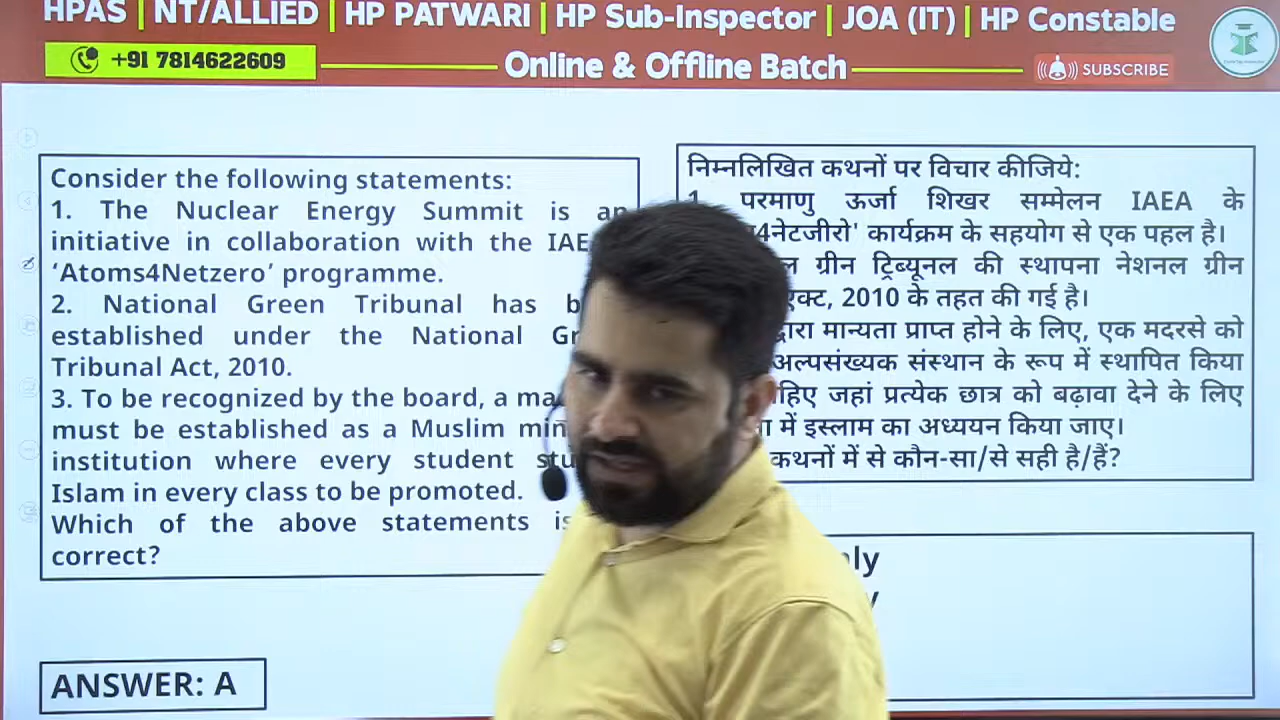 HPAS | NT/ALLIED | HP PATWARI | HP Sub-Inspector | JOA (IT) | HP Constable
+91 7814622609
Online & Offline Batch
SUBSCRIBE
Consider the following statements:
1. The Nuclear Energy Summit is an
initiative in collaboration with the IAE
‘Atoms4Netzero’ programme.
2. National Green Tribunal has b
established under the National Gr
Tribunal Act, 2010.
3. To be recognized by the board, a ma
must be established as a Muslim min
institution where every student stu
Islam in every class to be promoted.
Which of the above statements is
correct?
ANSWER: A
निम्नलिखित कथनों पर विचार कीजिये:
1. परमाणु ऊर्जा शिखर सम्मेलन IAEA के
4नेटजीरो' कार्यक्रम के सहयोग से एक पहल है।
ल ग्रीन ट्रिब्यूनल की स्थापना नेशनल ग्रीन
एक्ट, 2010 के तहत की गई है।
द्वारा मान्यता प्राप्त होने के लिए, एक मदरसे को
अल्पसंख्यक संस्थान के रूप में स्थापित किया
हिए जहां प्रत्येक छात्र को बढ़ावा देने के लिए
में इस्लाम का अध्ययन किया जाए।
कथनों में से कौन-सा/से सही है/हैं?
nly